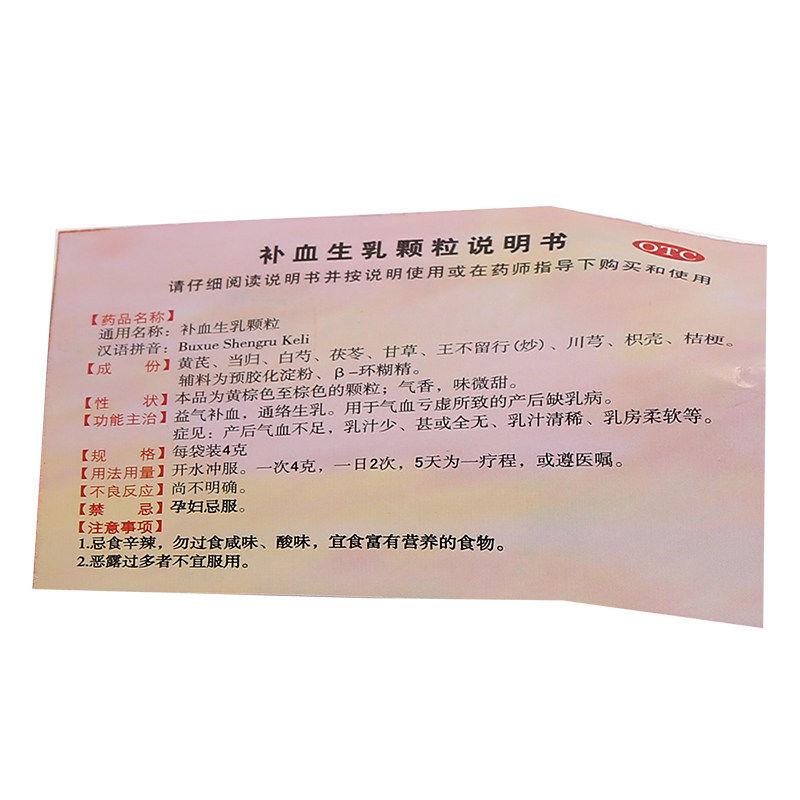 补血生乳颗粒说明书
OTC
请仔细阅读说明书并按说明使用或在药师指导下购买和使用
【药品名称】
通用名称：补血生乳颗粒
汉语拼音：Buxue Shengru Keli
【成 份】黄芪、当归、白芍、茯苓、甘草、王不留行(炒)、川芎、枳壳、桔梗。
辅料为预胶化淀粉、β-环糊精。
【性 状】本品为黄棕色至棕色的颗粒；气香，味微甜。
【功能主治】益气补血，通络生乳。用于气血亏虚所致的产后缺乳病。
症见：产后气血不足，乳汁少、甚或全无、乳汁清稀、乳房柔软等。
【规 格】每袋装4克
【用法用量】开水冲服。一次4克，一日2次，5天为一疗程，或遵医嘱。
【不良反应】尚不明确。
【禁 忌】孕妇忌服。
【注意事项】
1.忌食辛辣，勿过食咸味、酸味，宜食富有营养的食物。
2.恶露过多者不宜服用。